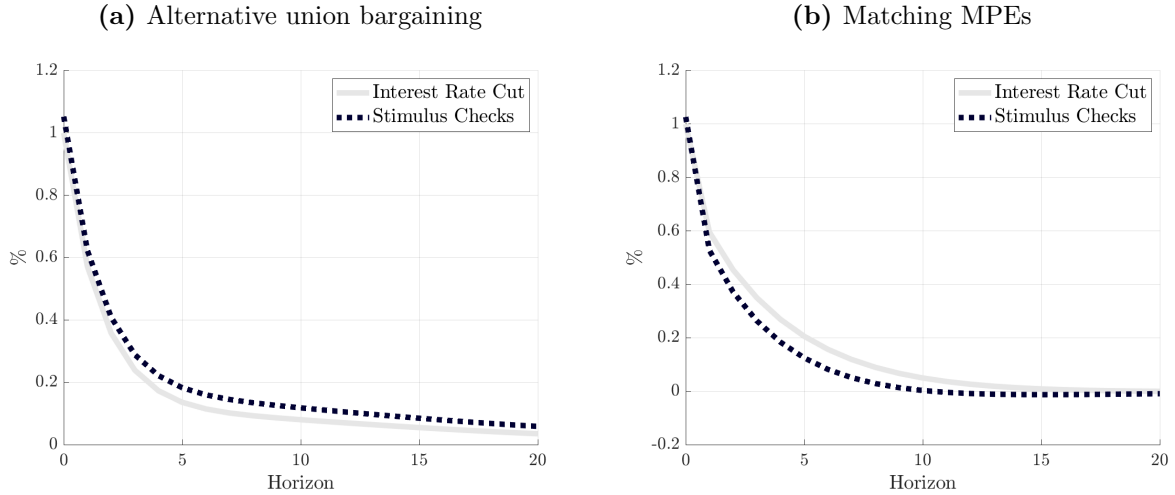 (a) Alternative union bargaining
1.2
1
0.8
0.6
0.4
0.2
0
%
0 5 10 15 20
Horizon
Interest Rate Cut
Stimulus Checks
(b) Matching MPEs
1.2
1
0.8
0.6
0.4
0.2
0
-0.2
%
0 5 10 15 20
Horizon
Interest Rate Cut
Stimulus Checks